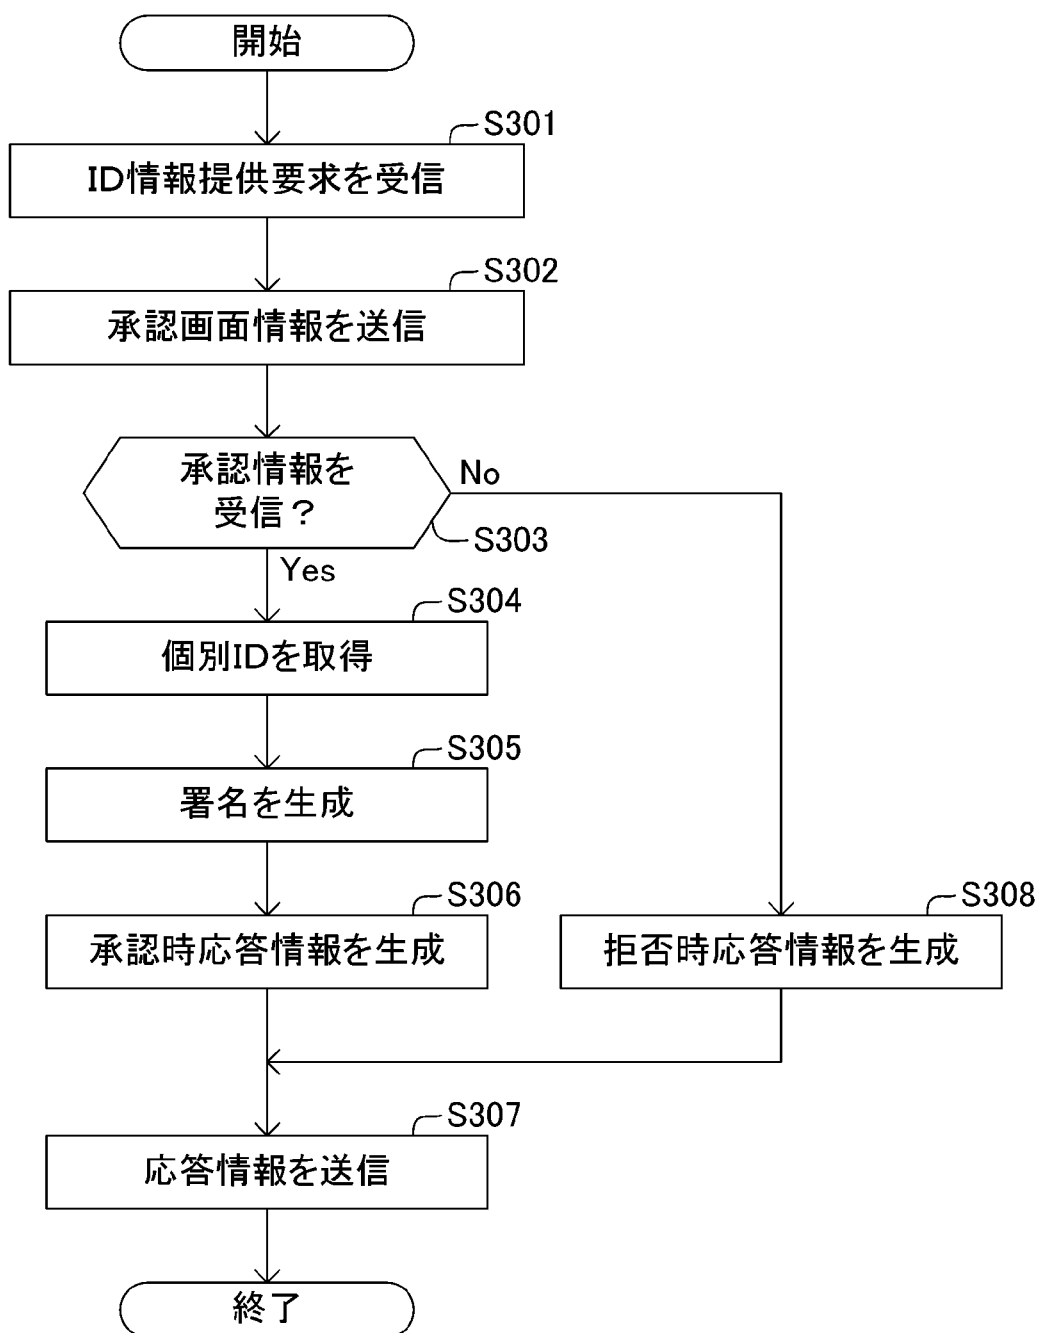 開始
S301
ID情報提供要求を受信
S302
承認画面情報を送信
承認情報を
受信？
No
S303
Yes
S304
個別IDを取得
S305
署名を生成
S306
承認時応答情報を生成
S308
拒否時応答情報を生成
S307
応答情報を送信
終了